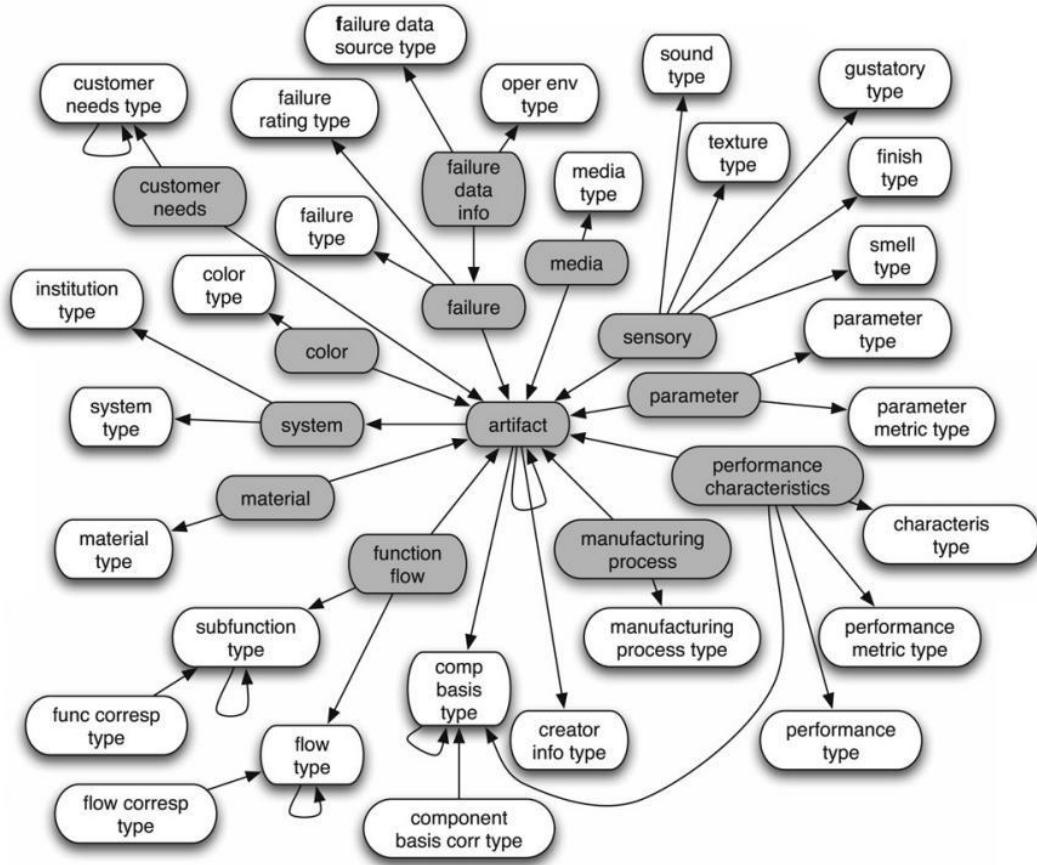 failure data
source type
sound
type
gustatory
type
customer
needs type
failure
rating type
oper env
type
texture
type
finish
type
customer
needs
failure
data
info
media
type
failure
type
media
smell
type
color
type
institution
type
failure
sensory
parameter
type
color
system
type
system
artifact
parameter
parameter
metric type
material
performance
characteristics
material
type
function
flow
manufacturing
process
characteris
type
subfunction
type
manufacturing
process type
performance
metric type
comp
basis
type
func corresp
type
flow
type
creator
info type
performance
type
flow corresp
type
component
basis corr type